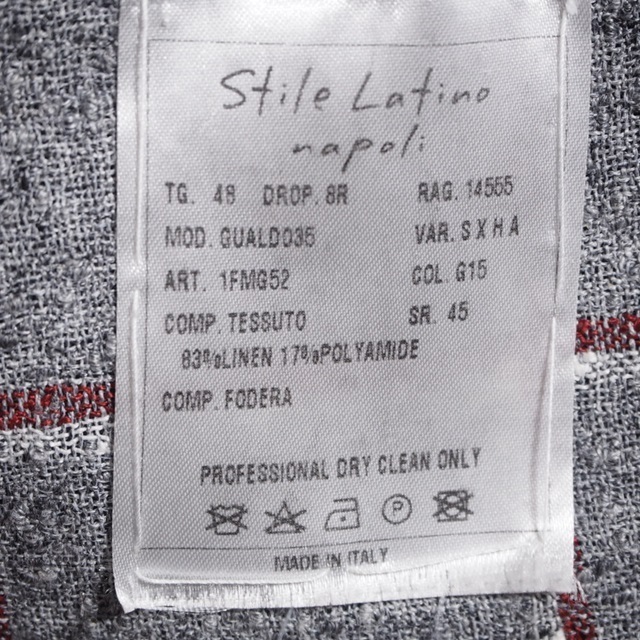 Stile Latino
napoli
TG. 48 DROP. 8R RAG. 14555
MOD. GUALDO35 VAR. S X H A
ART. 1FMG52 COL. G15
COMP. TESSUTO SR. 45
83%LINEN 17%POLYAMIDE
COMP. FODERA
PROFESSIONAL DRY CLEAN ONLY
P
MADE IN ITALY